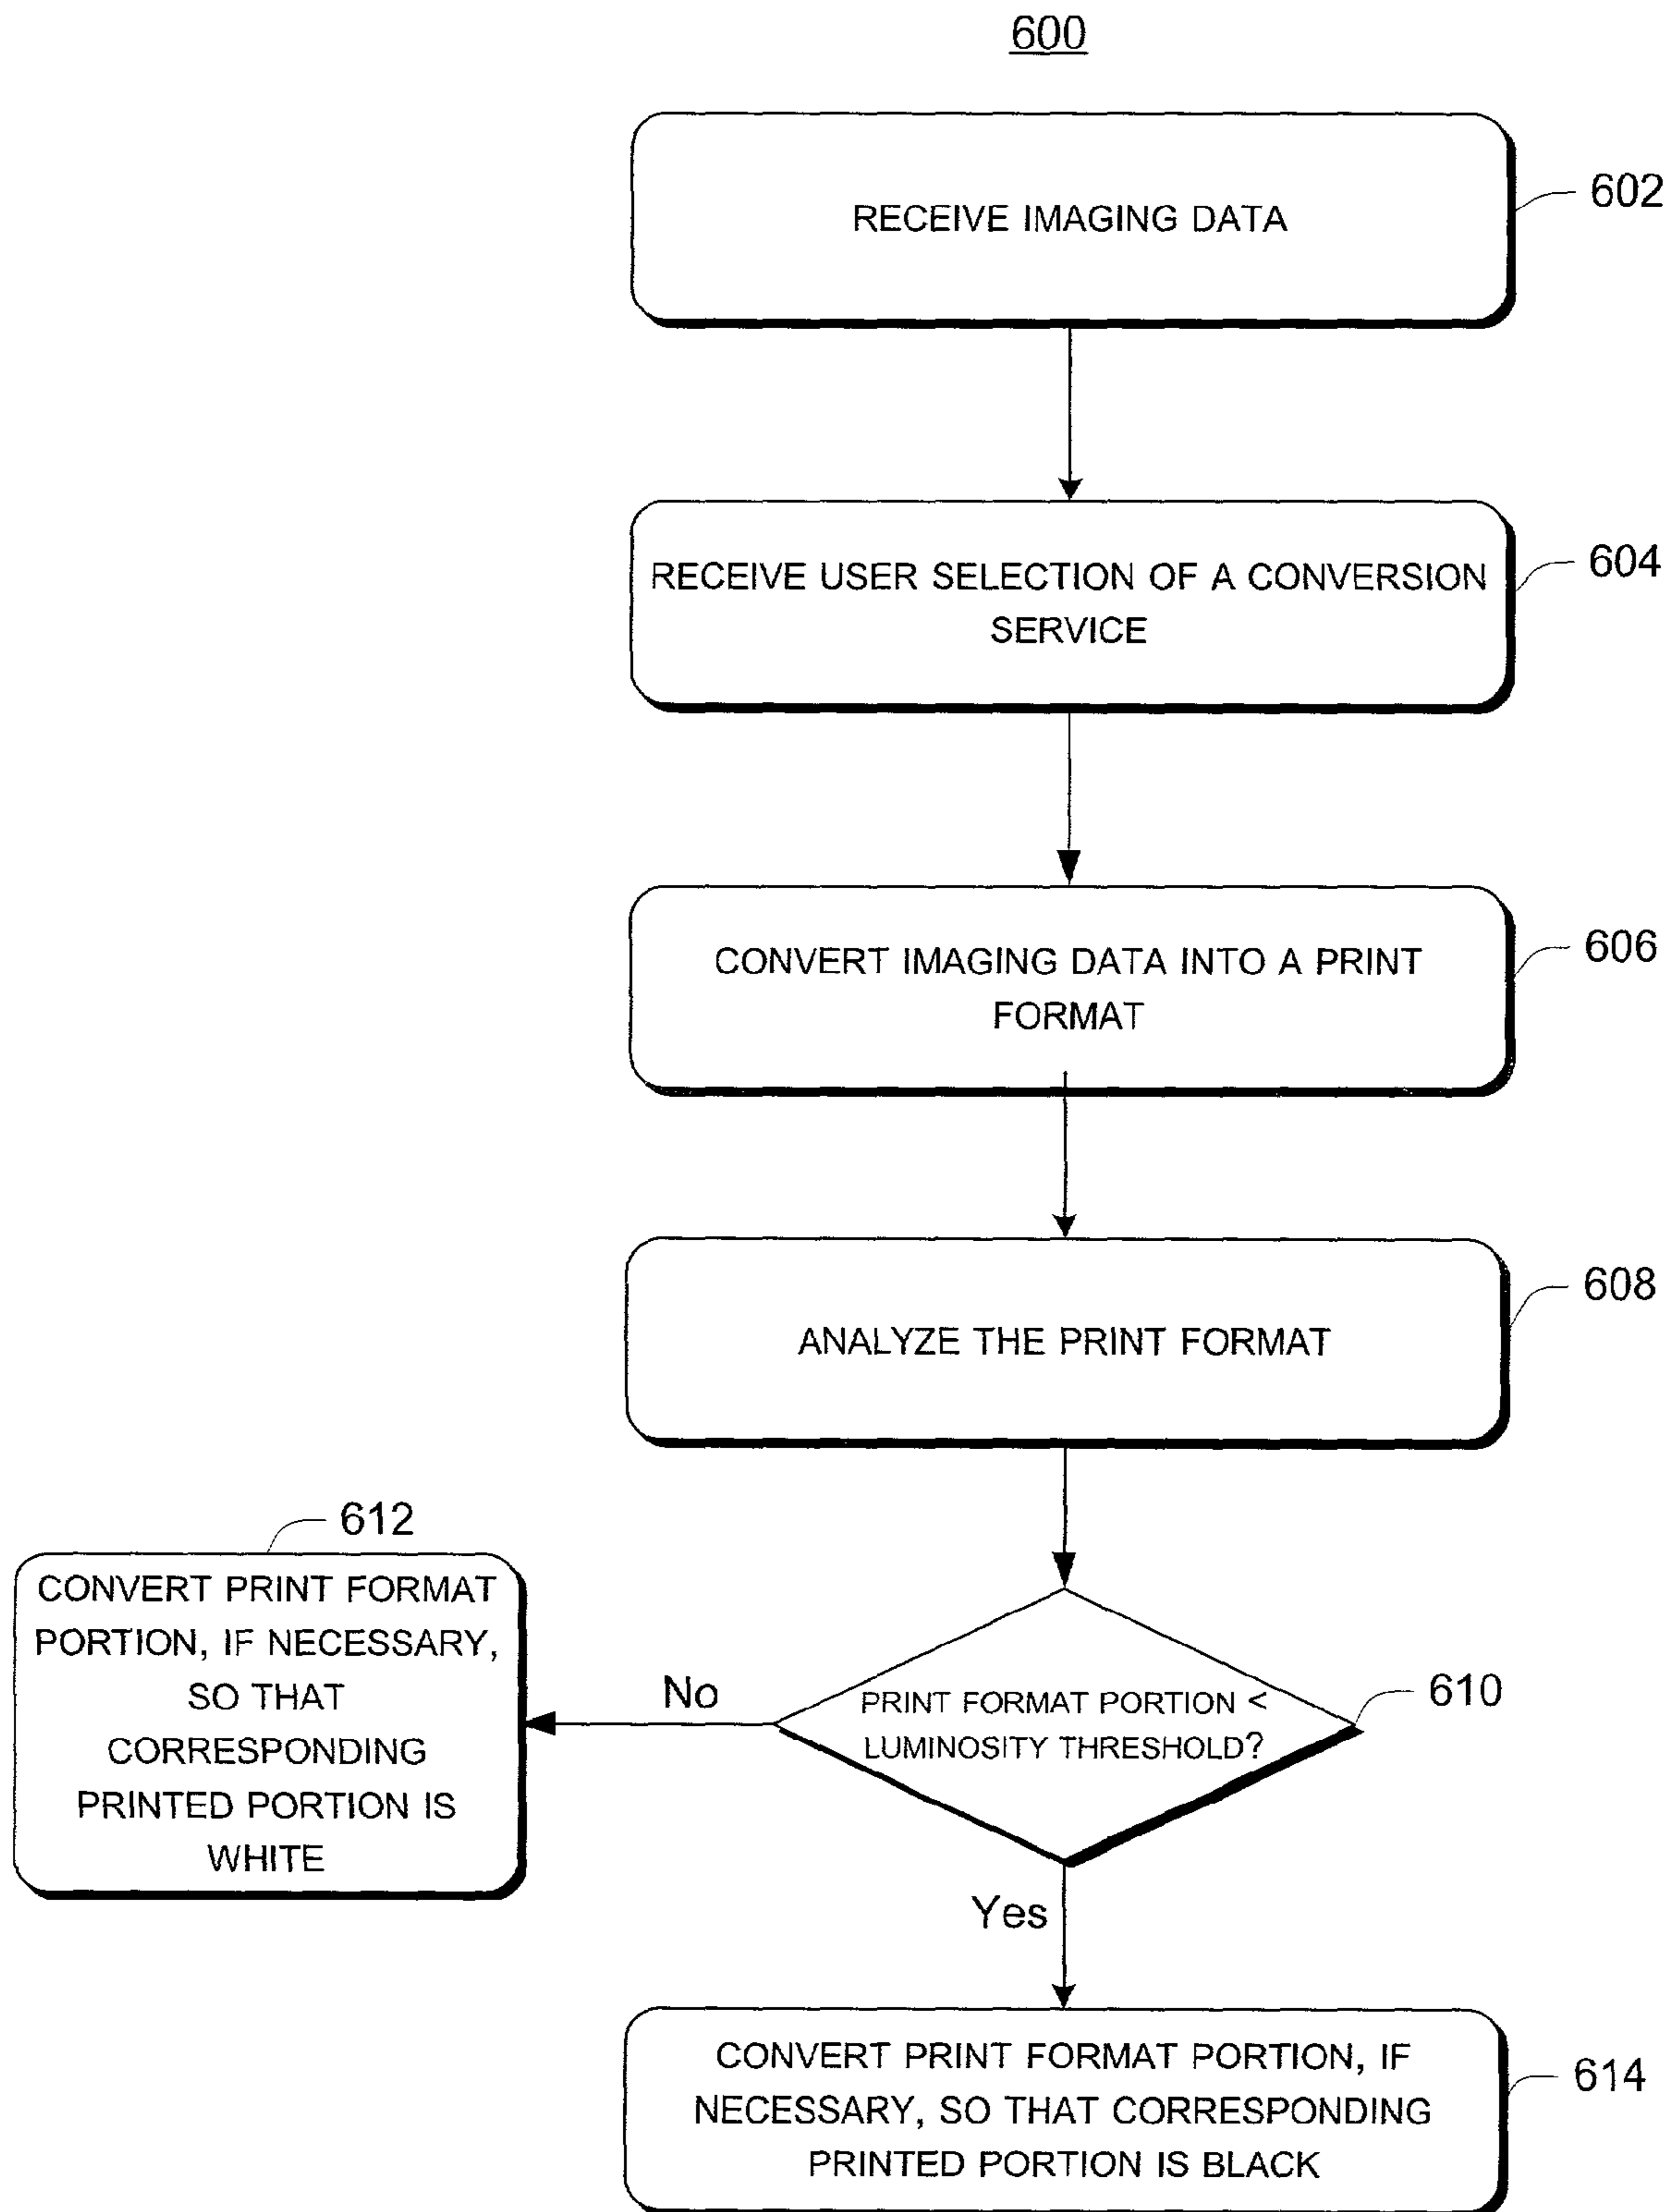 600
RECEIVE IMAGING DATA
602
RECEIVE USER SELECTION OF A CONVERSION
SERVICE
604
CONVERT IMAGING DATA INTO A PRINT
FORMAT
606
ANALYZE THE PRINT FORMAT
608
612
CONVERT PRINT FORMAT
PORTION, IF NECESSARY,
SO THAT
CORRESPONDING
PRINTED PORTION IS
WHITE
No
PRINT FORMAT PORTION <
LUMINOSITY THRESHOLD?
610
Yes
CONVERT PRINT FORMAT PORTION, IF
NECESSARY, SO THAT CORRESPONDING
PRINTED PORTION IS BLACK
614